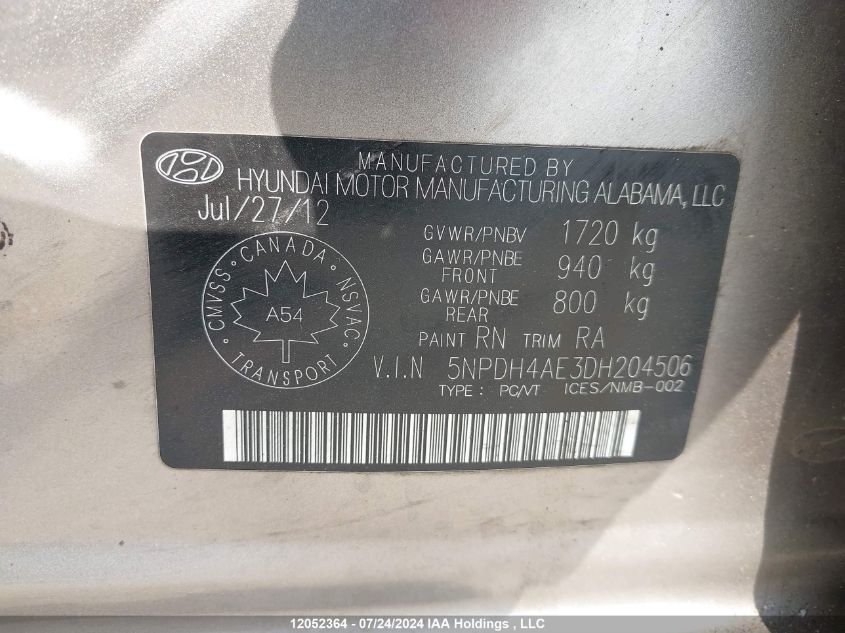 MANUFACTURED BY
HYUNDAI MOTOR MANUFACTURING ALABAMA, LLC
Jul/27/12
GVWR/PNBV 1720 kg
GAWR/PNBE FRONT 940 kg
GAWR/PNBE REAR 800 kg
PAINT RN TRIM RA
CANADA
CMVSS · NSVAC
A54
TRANSPORT
V.I.N 5NPDH4AE3DH204506
TYPE : PC/VT ICES/NMB-002
12052364 - 07/24/2024 IAA Holdings , LLC